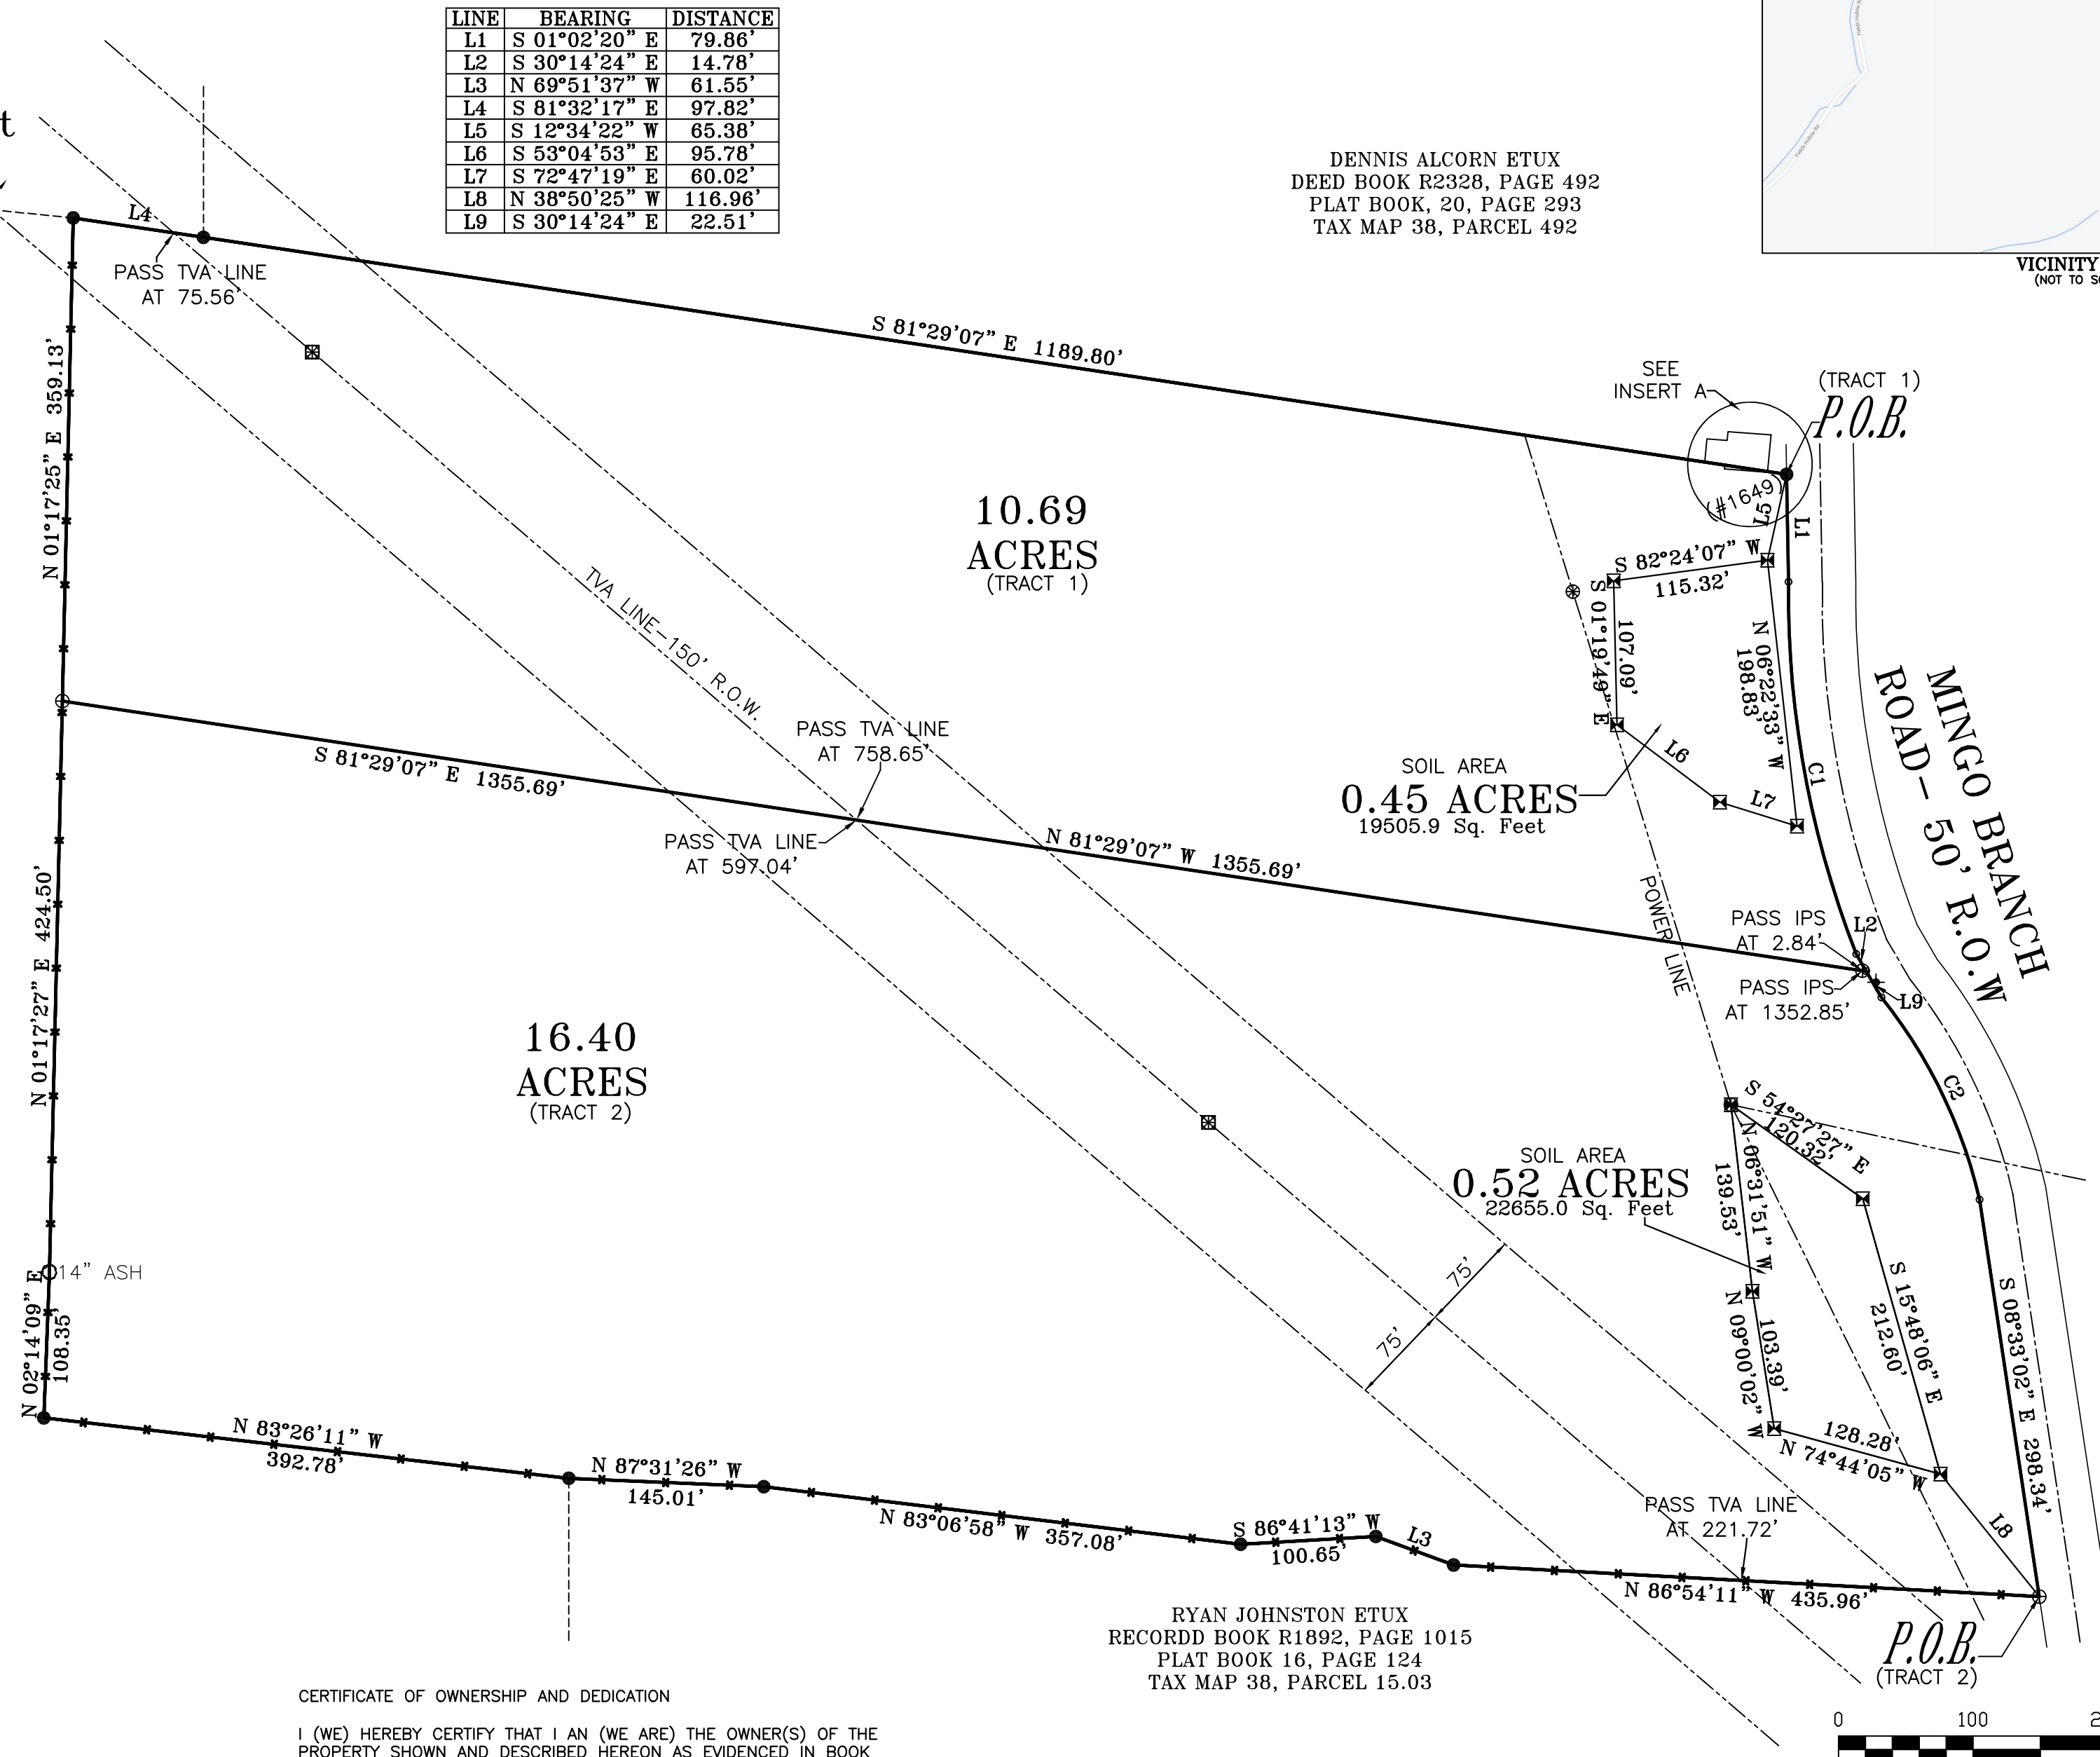 LINE BEARING DISTANCE
L1 S 01°02'20" E 79.86'
L2 S 30°14'24" E 14.78'
L3 N 69°51'37" W 61.55'
L4 S 81°32'17" E 97.82'
L5 S 12°34'22" W 65.38'
L6 S 53°04'53" E 95.78'
L7 S 72°47'19" E 60.02'
L8 N 38°50'25" W 116.96'
L9 S 30°14'24" E 22.51'
t
DENNIS ALCORN ETUX
DEED BOOK R2328, PAGE 492
PLAT BOOK, 20, PAGE 293
TAX MAP 38, PARCEL 492
VICINITY
(NOT TO S
L4
PASS TVA LINE
AT 75.56'
S 81°29'07" E 1189.80'
SEE
INSERT A
(TRACT 1)
P.O.B.
(#1649)
L5
L1
N 01°17'25" E 359.13'
10.69
ACRES
(TRACT 1)
TVA LINE-150' R.O.W.
S 82°24'07" W
115.32'
S 01°19'49" E
107.09'
N 06°22'33" W
198.83'
L6
L7
C1
MINGO BRANCH
ROAD- 50' R.O.W
SOIL AREA
0.45 ACRES
19505.9 Sq. Feet
PASS TVA LINE
AT 758.65'
S 81°29'07" E 1355.69'
PASS TVA LINE
AT 597.04'
N 81°29'07" W 1355.69'
POWER LINE
PASS IPS
AT 2.84'
L2
PASS IPS
AT 1352.85'
L9
N 01°17'27" E 424.50'
16.40
ACRES
(TRACT 2)
C2
S 54°27'27" E
120.32'
SOIL AREA
0.52 ACRES
22655.0 Sq. Feet
N 06°31'51" W
139.53'
S 15°48'06" E
212.60'
S 08°33'02" E 298.34'
N 09°00'02" W
103.39'
75'
75'
14" ASH
N 02°14'09" E
108.35'
N 83°26'11" W
392.78'
N 87°31'26" W
145.01'
N 83°06'58" W 357.08'
S 86°41'13" W
100.65'
L3
128.28'
N 74°44'05" W
L8
PASS TVA LINE
AT 221.72'
N 86°54'11" W 435.96'
RYAN JOHNSTON ETUX
RECORDD BOOK R1892, PAGE 1015
PLAT BOOK 16, PAGE 124
TAX MAP 38, PARCEL 15.03
P.O.B.
(TRACT 2)
CERTIFICATE OF OWNERSHIP AND DEDICATION
I (WE) HEREBY CERTIFY THAT I AN (WE ARE) THE OWNER(S) OF THE
PROPERTY SHOWN AND DESCRIBED HEREON AS EVIDENCED IN BOOK
0 100 2